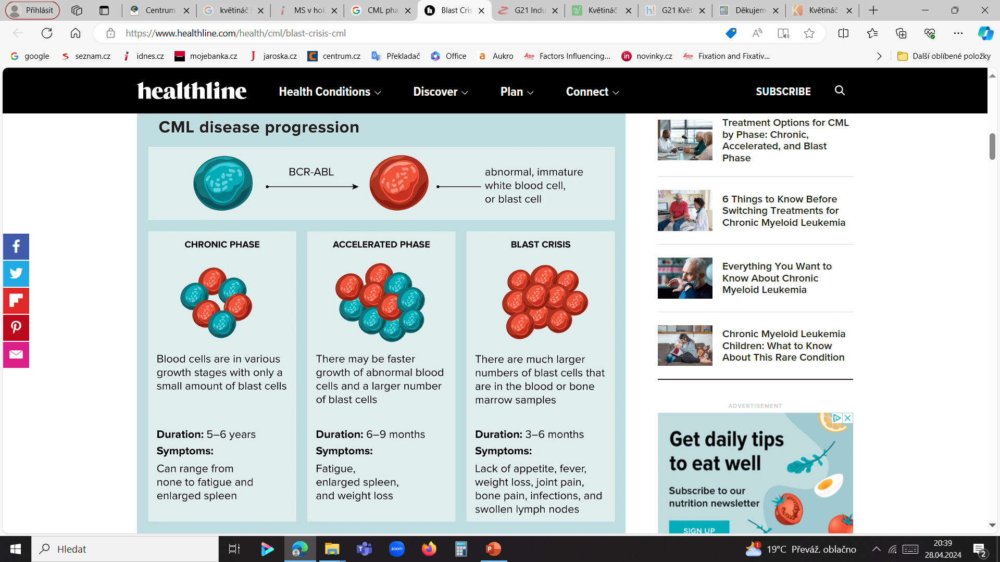 Přihlásit
Centrum
květináč
MS v hok
CML pha
Blast Cris
G21 Indu
Květináč
G21 Květ
Děkujem
Květináč
https://www.healthline.com/health/cml/blast-crisis-cml
google
seznam.cz
idnes.cz
mojebanka.cz
jaroska.cz
centrum.cz
Překladač
Office
Aukro
Factors Influencing...
novinky.cz
Fixation and Fixativ...
Další oblíbené položky
healthline
Health Conditions
Discover
Plan
Connect
SUBSCRIBE
CML disease progression
BCR-ABL
abnormal, immature
white blood cell,
or blast cell
CHRONIC PHASE
Blood cells are in various
growth stages with only a
small amount of blast cells
Duration: 5–6 years
Symptoms:
Can range from
none to fatigue and
enlarged spleen
ACCELERATED PHASE
There may be faster
growth of abnormal blood
cells and a larger number
of blast cells
Duration: 6–9 months
Symptoms:
Fatigue,
enlarged spleen,
and weight loss
BLAST CRISIS
There are much larger
numbers of blast cells that
are in the blood or bone
marrow samples
Duration: 3–6 months
Symptoms:
Lack of appetite, fever,
weight loss, joint pain,
bone pain, infections, and
swollen lymph nodes
Treatment Options for CML
by Phase: Chronic,
Accelerated, and Blast
Phase
6 Things to Know Before
Switching Treatments for
Chronic Myeloid Leukemia
Everything You Want to
Know About Chronic
Myeloid Leukemia
Chronic Myeloid Leukemia
Children: What to Know
About This Rare Condition
ADVERTISEMENT
Get daily tips
to eat well
Subscribe to our
nutrition newsletter
SIGN UP
Hledat
zoom
1
19°C Převáž. oblačno
20:39
28.04.2024
2